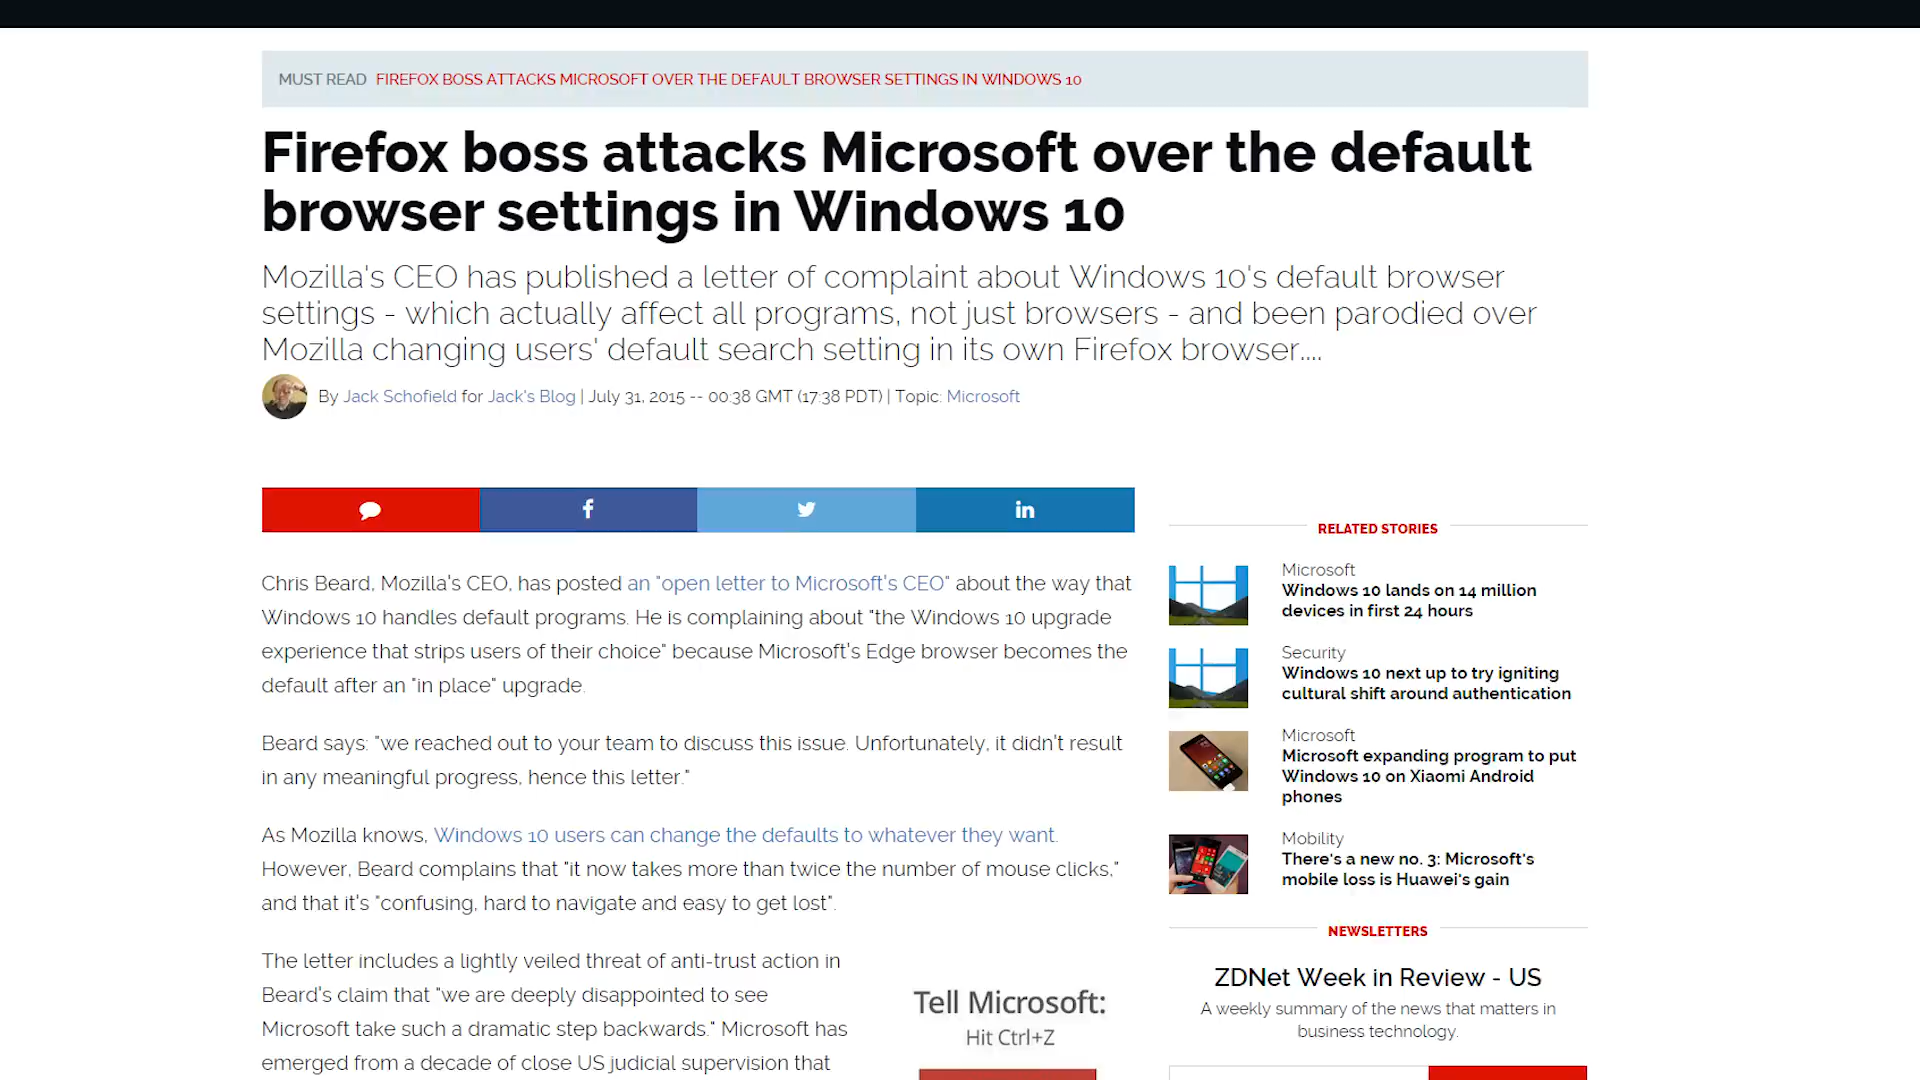 MUST READ FIREFOX BOSS ATTACKS MICROSOFT OVER THE DEFAULT BROWSER SETTINGS IN WINDOWS 10
Firefox boss attacks Microsoft over the default
browser settings in Windows 10
Mozilla's CEO has published a letter of complaint about Windows 10's default browser
settings - which actually affect all programs, not just browsers - and been parodied over
Mozilla changing users' default search setting in its own Firefox browser....
By Jack Schofield for Jack's Blog | July 31, 2015 -- 00:38 GMT (17:38 PDT) | Topic: Microsoft
Chris Beard, Mozilla's CEO, has posted an "open letter to Microsoft's CEO" about the way that
Windows 10 handles default programs. He is complaining about "the Windows 10 upgrade
experience that strips users of their choice" because Microsoft's Edge browser becomes the
default after an "in place" upgrade.
Beard says: "we reached out to your team to discuss this issue. Unfortunately, it didn't result
in any meaningful progress, hence this letter."
As Mozilla knows, Windows 10 users can change the defaults to whatever they want.
However, Beard complains that "it now takes more than twice the number of mouse clicks,"
and that it's "confusing, hard to navigate and easy to get lost".
The letter includes a lightly veiled threat of anti-trust action in
Beard's claim that "we are deeply disappointed to see
Microsoft take such a dramatic step backwards." Microsoft has
emerged from a decade of close US judicial supervision that
Tell Microsoft:
Hit Ctrl+Z
RELATED STORIES
Microsoft
Windows 10 lands on 14 million
devices in first 24 hours
Security
Windows 10 next up to try igniting
cultural shift around authentication
Microsoft
Microsoft expanding program to put
Windows 10 on Xiaomi Android
phones
Mobility
There's a new no. 3: Microsoft's
mobile loss is Huawei's gain
NEWSLETTERS
ZDNet Week in Review - US
A weekly summary of the news that matters in
business technology.